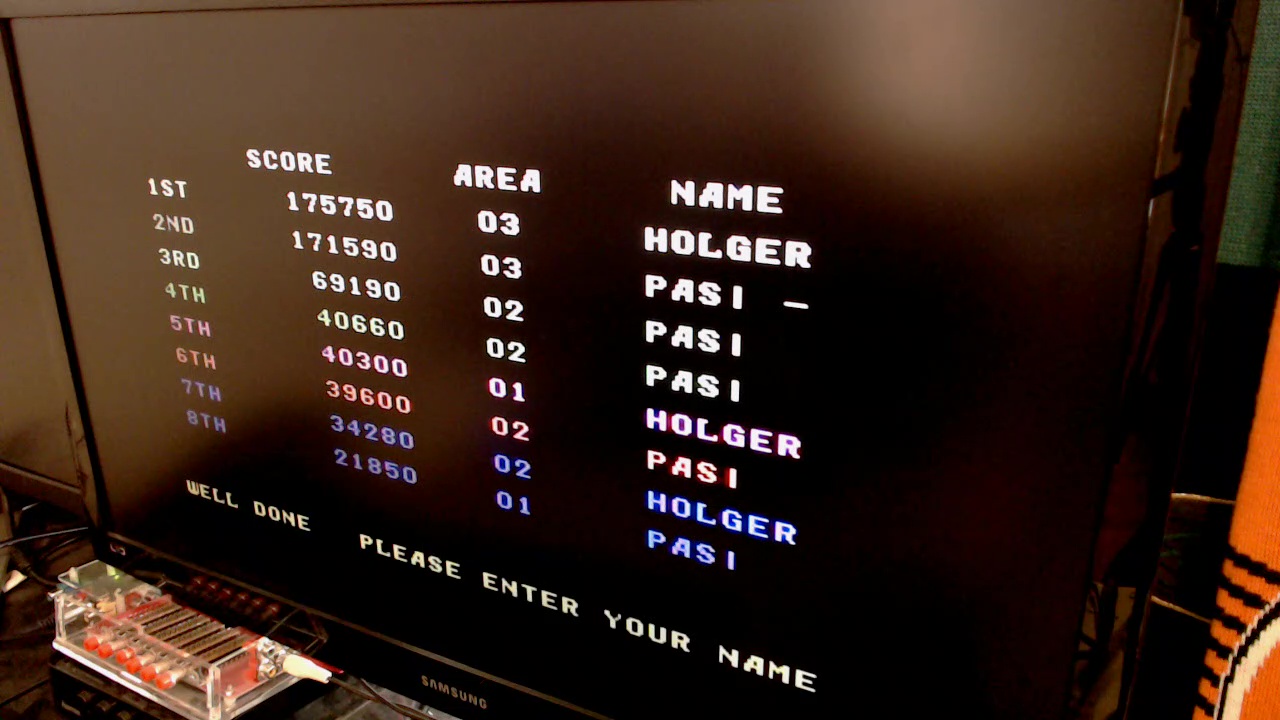 SCORE AREA NAME
1ST 175750 03 HOLGER
2ND 171590 03 PASI _
3RD 69190 02 PASI
4TH 40660 02 PASI
5TH 40300 01 HOLGER
6TH 39600 02 PASI
7TH 34280 02 HOLGER
8TH 21850 01 PASI
WELL DONE PLEASE ENTER YOUR NAME
SAMSUNG